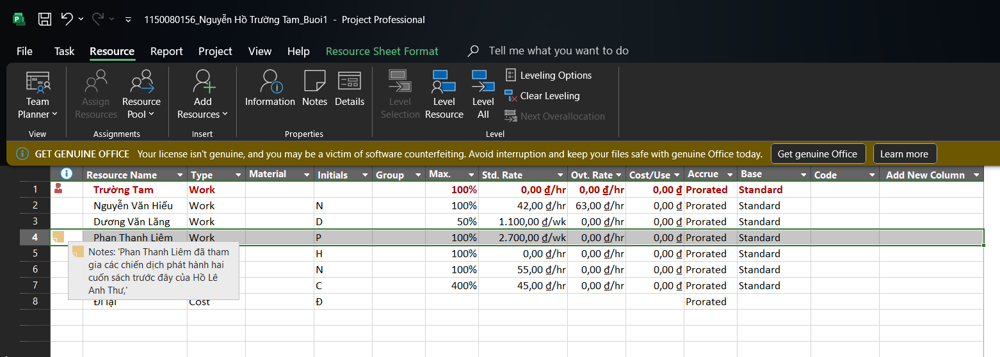 1150080156_Nguyễn Hồ Trường Tam_Buoi1 - Project Professional
File Task Resource Report Project View Help Resource Sheet Format Tell me what you want to do
Team Planner
Assign Resources
Resource Pool
Add Resources
Information
Notes
Details
Level Selection
Level Resource
Level All
Leveling Options
Clear Leveling
Next Overallocation
View Assignments Insert Properties Level
GET GENUINE OFFICE Your license isn't genuine, and you may be a victim of software counterfeiting. Avoid interruption and keep your files safe with genuine Office today. Get genuine Office Learn more
Resource Name Type Material Initials Group Max. Std. Rate Ovt. Rate Cost/Use Accrue Base Code Add New Column
1 Trường Tam Work 100% 0,00 ₫/hr 0,00 ₫/hr 0,00 ₫ Prorated Standard
2 Nguyễn Văn Hiếu Work N 100% 42,00 ₫/hr 63,00 ₫/hr 0,00 ₫ Prorated Standard
3 Dương Văn Lăng Work D 50% 1.100,00 ₫/wk 0,00 ₫/hr 0,00 ₫ Prorated Standard
4 Phan Thanh Liêm Work P 100% 2.700,00 ₫/wk 0,00 ₫/hr 0,00 ₫ Prorated Standard
5 H 100% 0,00 ₫/hr 0,00 ₫/hr 0,00 ₫ Prorated Standard
6 N 100% 55,00 ₫/hr 0,00 ₫/hr 0,00 ₫ Prorated Standard
7 C 400% 45,00 ₫/hr 0,00 ₫/hr 0,00 ₫ Prorated Standard
8 Đi lại Cost Đ Prorated
Notes: 'Phan Thanh Liêm đã tham
gia các chiến dịch phát hành hai
cuốn sách trước đây của Hồ Lê
Anh Thư,'